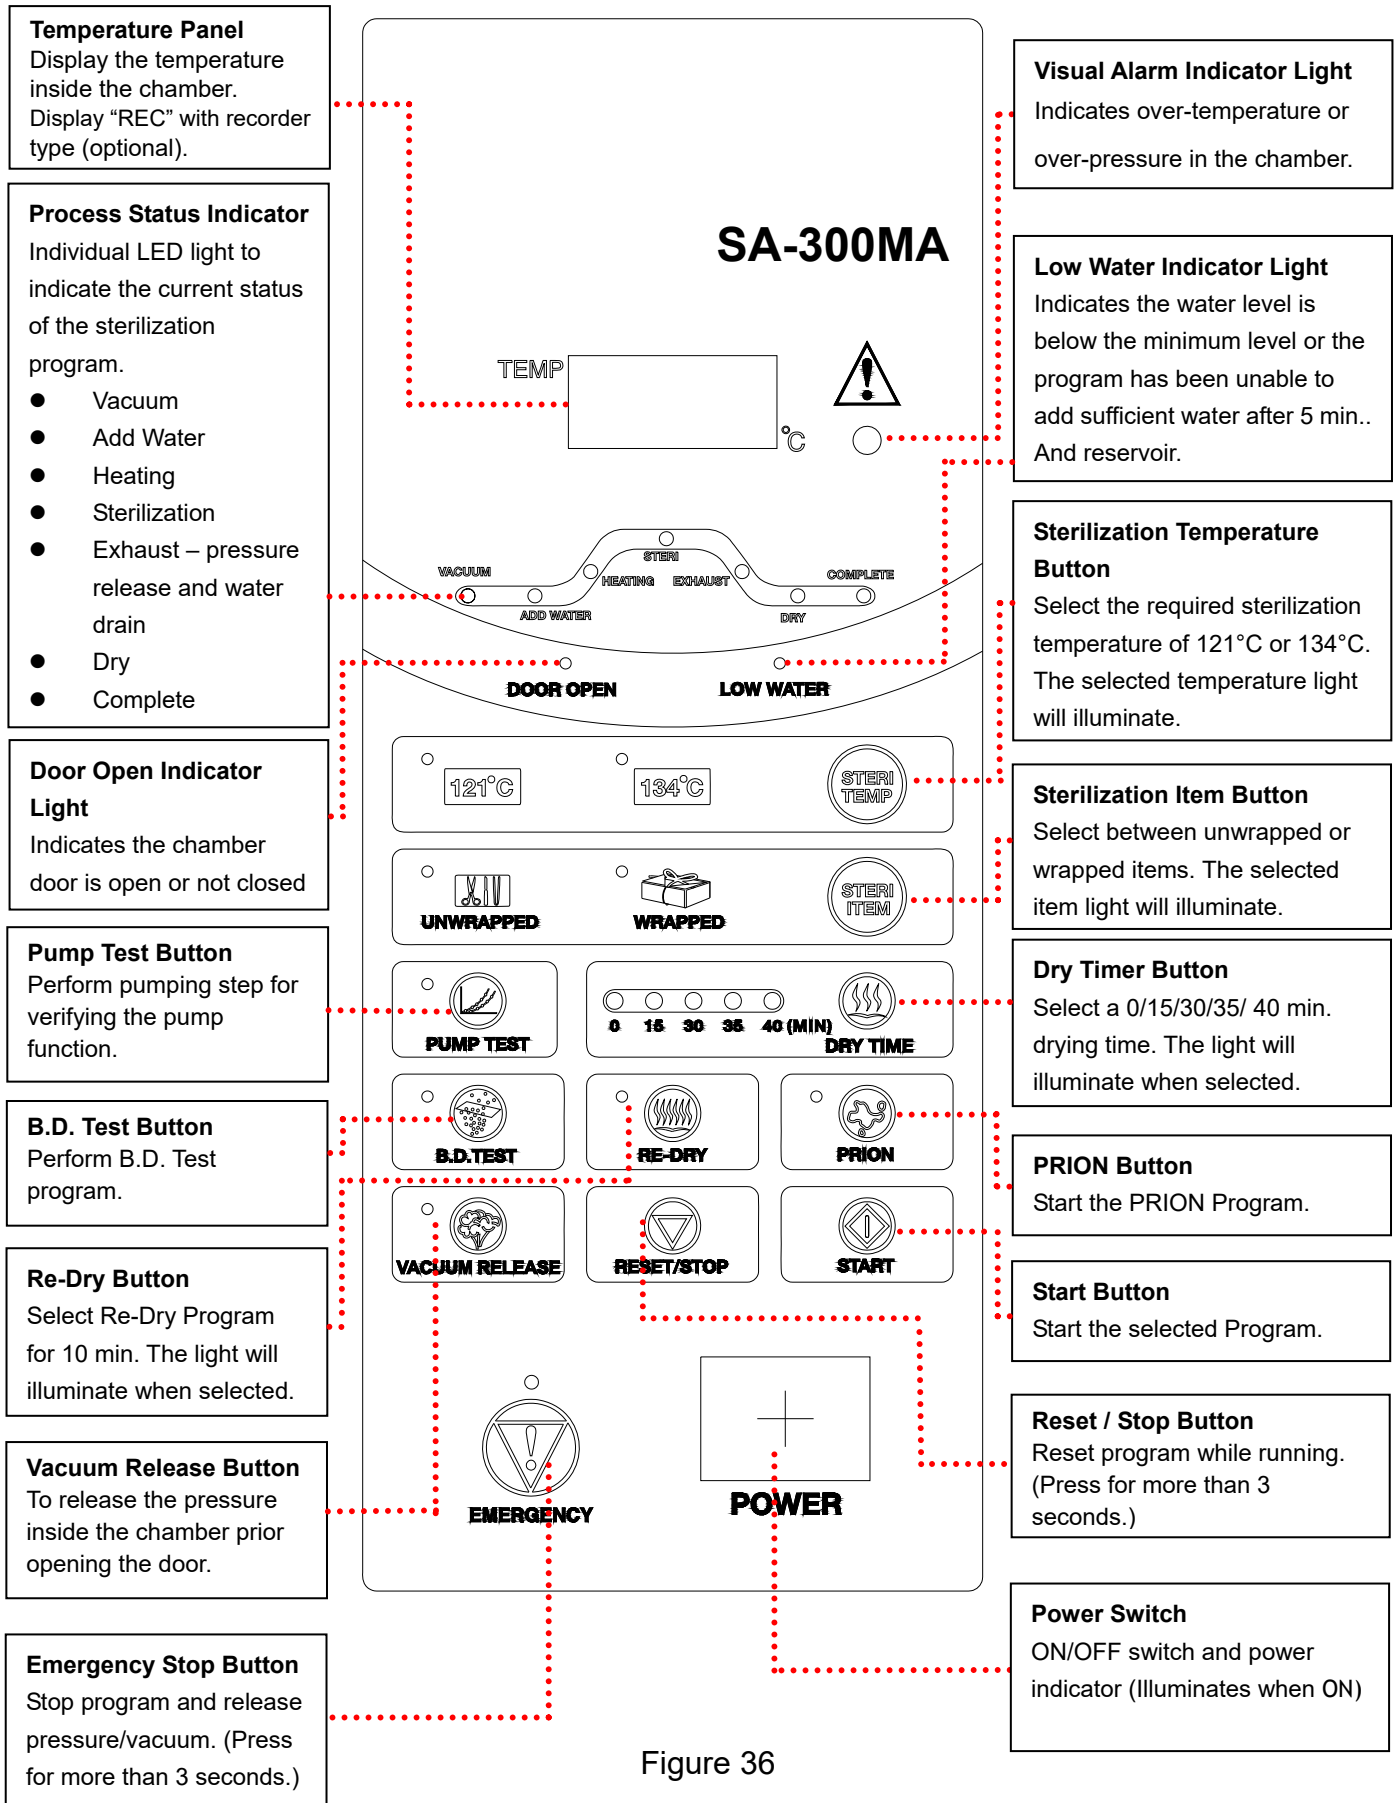 Temperature Panel
Display the temperature
inside the chamber.
Display “REC” with recorder
type (optional).
Process Status Indicator
Individual LED light to
indicate the current status
of the sterilization
program.
● Vacuum
● Add Water
● Heating
● Sterilization
● Exhaust – pressure
release and water
drain
● Dry
● Complete
Door Open Indicator
Light
Indicates the chamber
door is open or not closed
Pump Test Button
Perform pumping step for
verifying the pump
function.
B.D. Test Button
Perform B.D. Test
program.
Re-Dry Button
Select Re-Dry Program
for 10 min. The light will
illuminate when selected.
Vacuum Release Button
To release the pressure
inside the chamber prior
opening the door.
Emergency Stop Button
Stop program and release
pressure/vacuum. (Press
for more than 3 seconds.)
SA-300MA
TEMP
°C
STERI
VACUUM
HEATING EXHAUST
COMPLETE
ADD WATER
DRY
DOOR OPEN
LOW WATER
121°C
134°C
STERI
TEMP
UNWRAPPED
WRAPPED
STERI
ITEM
PUMP TEST
0 15 30 35 40 (MIN)
DRY TIME
B.D.TEST
RE-DRY
PRION
VACUUM RELEASE
RESET/STOP
START
EMERGENCY
POWER
Figure 36
Visual Alarm Indicator Light
Indicates over-temperature or
over-pressure in the chamber.
Low Water Indicator Light
Indicates the water level is
below the minimum level or the
program has been unable to
add sufficient water after 5 min..
And reservoir.
Sterilization Temperature
Button
Select the required sterilization
temperature of 121°C or 134°C.
The selected temperature light
will illuminate.
Sterilization Item Button
Select between unwrapped or
wrapped items. The selected
item light will illuminate.
Dry Timer Button
Select a 0/15/30/35/ 40 min.
drying time. The light will
illuminate when selected.
PRION Button
Start the PRION Program.
Start Button
Start the selected Program.
Reset / Stop Button
Reset program while running.
(Press for more than 3
seconds.)
Power Switch
ON/OFF switch and power
indicator (Illuminates when ON)